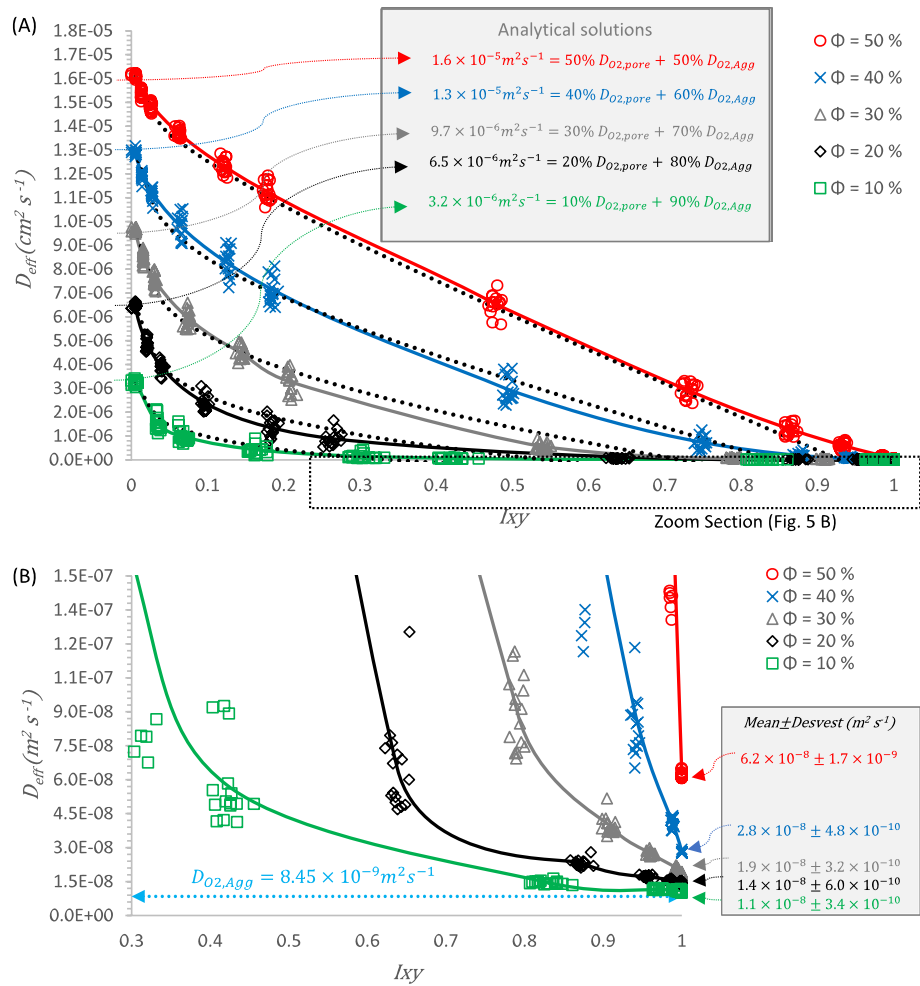 (A)
Analytical solutions
1.6 × 10⁻⁵m²s⁻¹ = 50% D_O2,pore + 50% D_O2,Agg
1.3 × 10⁻⁵m²s⁻¹ = 40% D_O2,pore + 60% D_O2,Agg
9.7 × 10⁻⁶m²s⁻¹ = 30% D_O2,pore + 70% D_O2,Agg
6.5 × 10⁻⁶m²s⁻¹ = 20% D_O2,pore + 80% D_O2,Agg
3.2 × 10⁻⁶m²s⁻¹ = 10% D_O2,pore + 90% D_O2,Agg
Φ = 50 %
Φ = 40 %
Φ = 30 %
Φ = 20 %
Φ = 10 %
D_eff (cm² s⁻¹)
1.8E-05
1.7E-05
1.6E-05
1.5E-05
1.4E-05
1.3E-05
1.2E-05
1.1E-05
1.0E-05
9.0E-06
8.0E-06
7.0E-06
6.0E-06
5.0E-06
4.0E-06
3.0E-06
2.0E-06
1.0E-06
0.0E+00
0 0.1 0.2 0.3 0.4 0.5 0.6 0.7 0.8 0.9 1
Ixy
Zoom Section (Fig. 5 B)
(B)
Φ = 50 %
Φ = 40 %
Φ = 30 %
Φ = 20 %
Φ = 10 %
D_eff (m² s⁻¹)
1.5E-07
1.4E-07
1.2E-07
1.1E-07
9.0E-08
7.5E-08
6.0E-08
4.5E-08
3.0E-08
1.5E-08
0.0E+00
D_O2,Agg = 8.45 × 10⁻⁹m²s⁻¹
Mean±Desvest (m² s⁻¹)
6.2 × 10⁻⁸ ± 1.7 × 10⁻⁹
2.8 × 10⁻⁸ ± 4.8 × 10⁻¹⁰
1.9 × 10⁻⁸ ± 3.2 × 10⁻¹⁰
1.4 × 10⁻⁸ ± 6.0 × 10⁻¹⁰
1.1 × 10⁻⁸ ± 3.4 × 10⁻¹⁰
0.3 0.4 0.5 0.6 0.7 0.8 0.9 1
Ixy